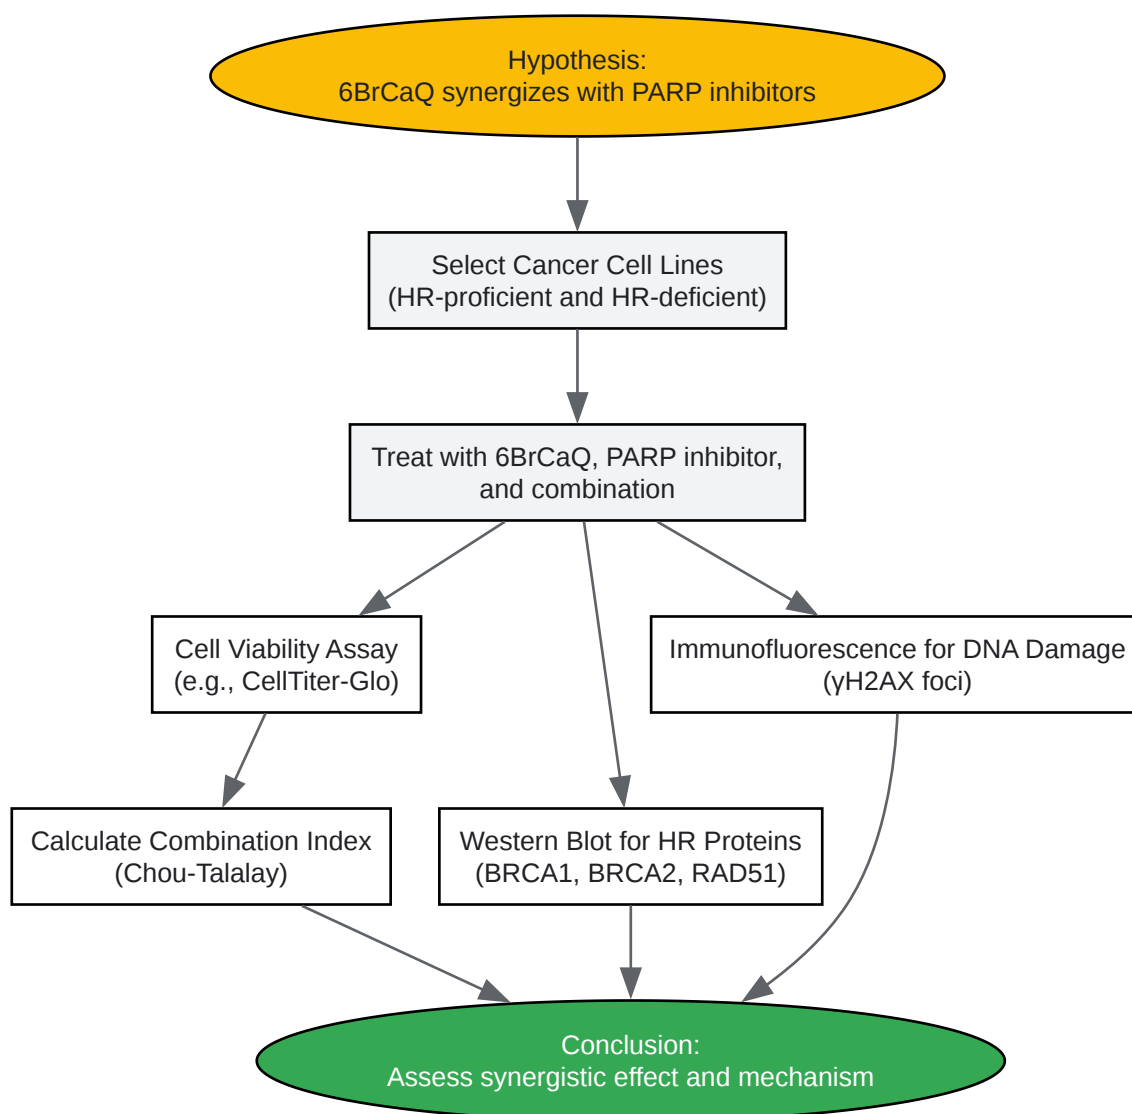 Hypothesis:
6BrCaQ synergizes with PARP inhibitors
Select Cancer Cell Lines
(HR-proficient and HR-deficient)
Treat with 6BrCaQ, PARP inhibitor,
and combination
Cell Viability Assay
(e.g., CellTiter-Glo)
Immunofluorescence for DNA Damage
(γH2AX foci)
Calculate Combination Index
(Chou-Talalay)
Western Blot for HR Proteins
(BRCA1, BRCA2, RAD51)
Conclusion:
Assess synergistic effect and mechanism